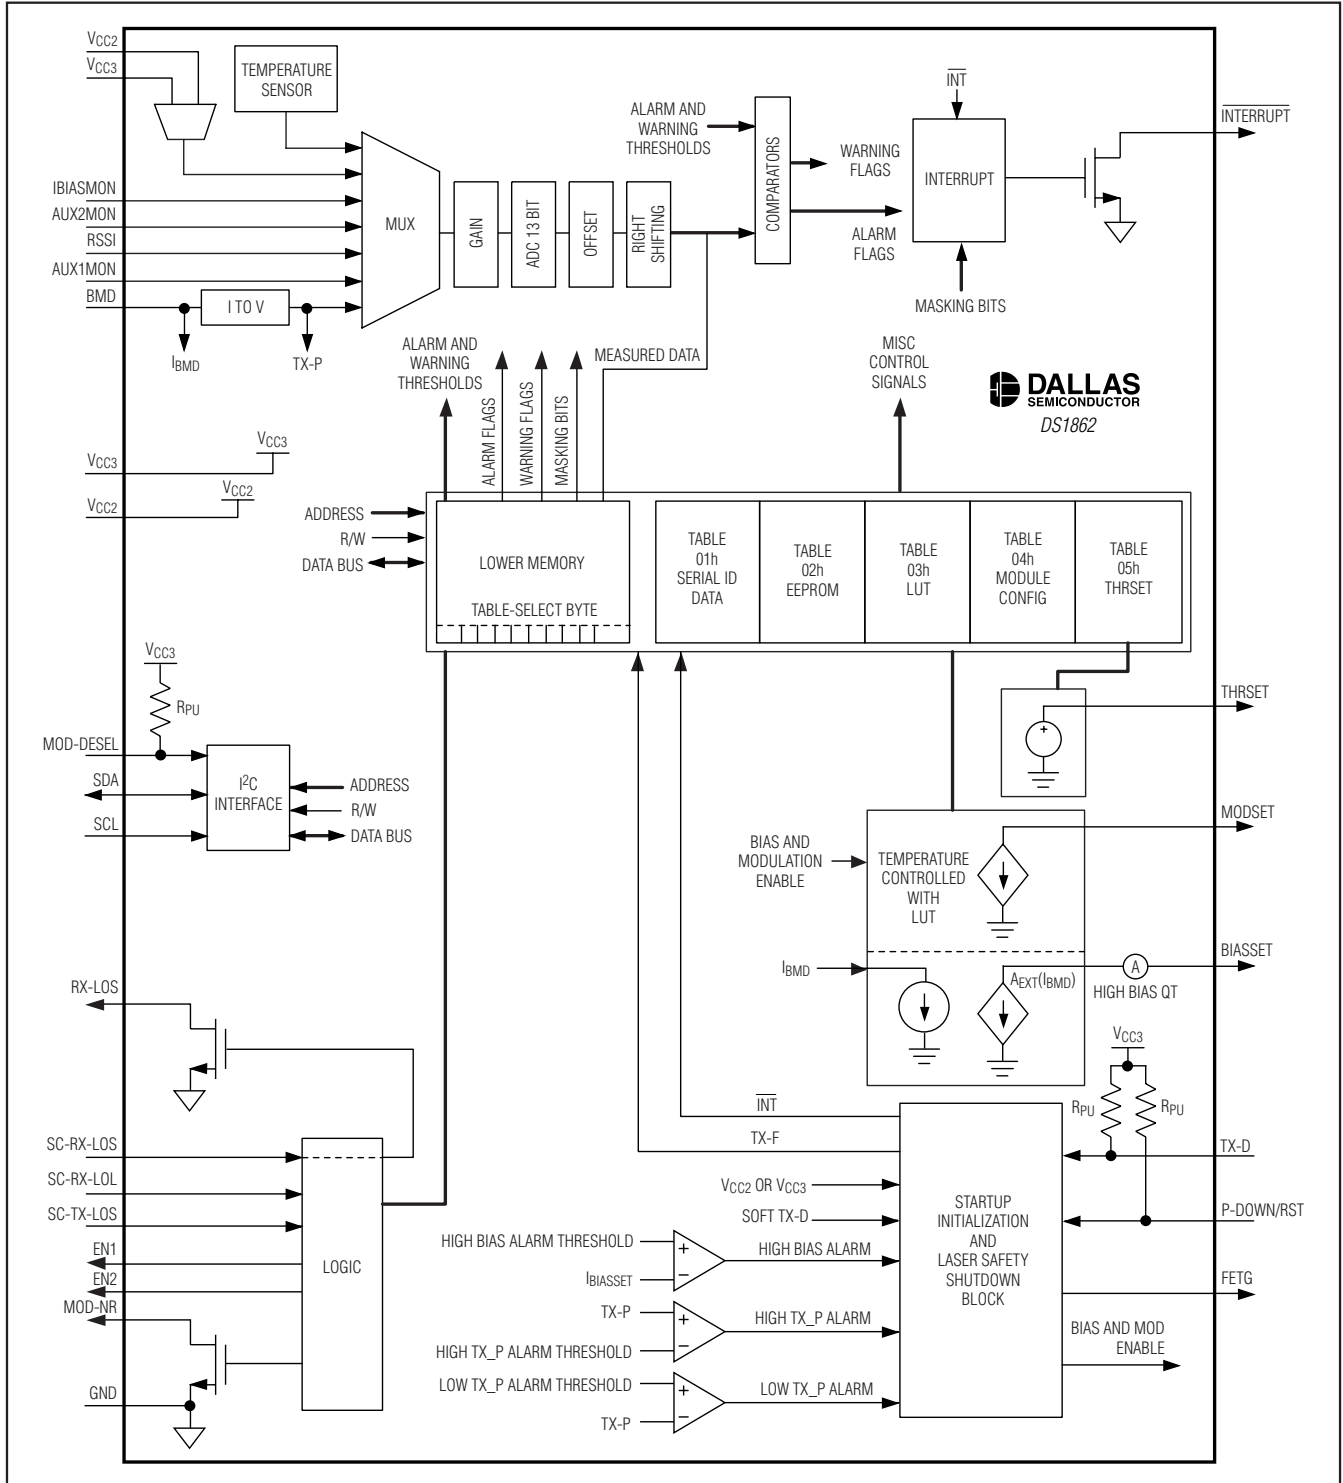 VCC2
VCC3
TEMPERATURE
SENSOR
IBIASMON
AUX2MON
RSSI
AUX1MON
BMD
I TO V
IBMD
TX-P
MUX
GAIN
ADC 13 BIT
OFFSET
RIGHT
SHIFTING
ALARM AND
WARNING
THRESHOLDS
COMPARATORS
WARNING
FLAGS
ALARM
FLAGS
INT
INTERRUPT
MASKING BITS
INTERRUPT
ALARM AND
WARNING
THRESHOLDS
ALARM FLAGS
WARNING FLAGS
MASKING BITS
MEASURED DATA
MISC
CONTROL
SIGNALS
DALLAS
SEMICONDUCTOR
DS1862
VCC3
VCC3
VCC2
VCC2
ADDRESS
R/W
DATA BUS
LOWER MEMORY
TABLE-SELECT BYTE
TABLE
01h
SERIAL ID
DATA
TABLE
02h
EEPROM
TABLE
03h
LUT
TABLE
04h
MODULE
CONFIG
TABLE
05h
THRSET
VCC3
RPU
MOD-DESEL
SDA
SCL
I2C
INTERFACE
ADDRESS
R/W
DATA BUS
+
THRSET
MODSET
BIAS AND
MODULATION
ENABLE
TEMPERATURE
CONTROLLED
WITH
LUT
IBMD
AEXT(IBMD)
A
HIGH BIAS QT
BIASSET
RX-LOS
VCC3
RPU
RPU
INT
TX-F
TX-D
P-DOWN/RST
SC-RX-LOS
SC-RX-LOL
SC-TX-LOS
EN1
EN2
MOD-NR
GND
LOGIC
VCC2 OR VCC3
SOFT TX-D
HIGH BIAS ALARM THRESHOLD
IBIASSET
+
−
HIGH BIAS ALARM
TX-P
HIGH TX_P ALARM THRESHOLD
+
−
HIGH TX_P ALARM
LOW TX_P ALARM THRESHOLD
TX-P
+
−
LOW TX_P ALARM
STARTUP
INITIALIZATION
AND
LASER SAFETY
SHUTDOWN
BLOCK
FETG
BIAS AND MOD
ENABLE